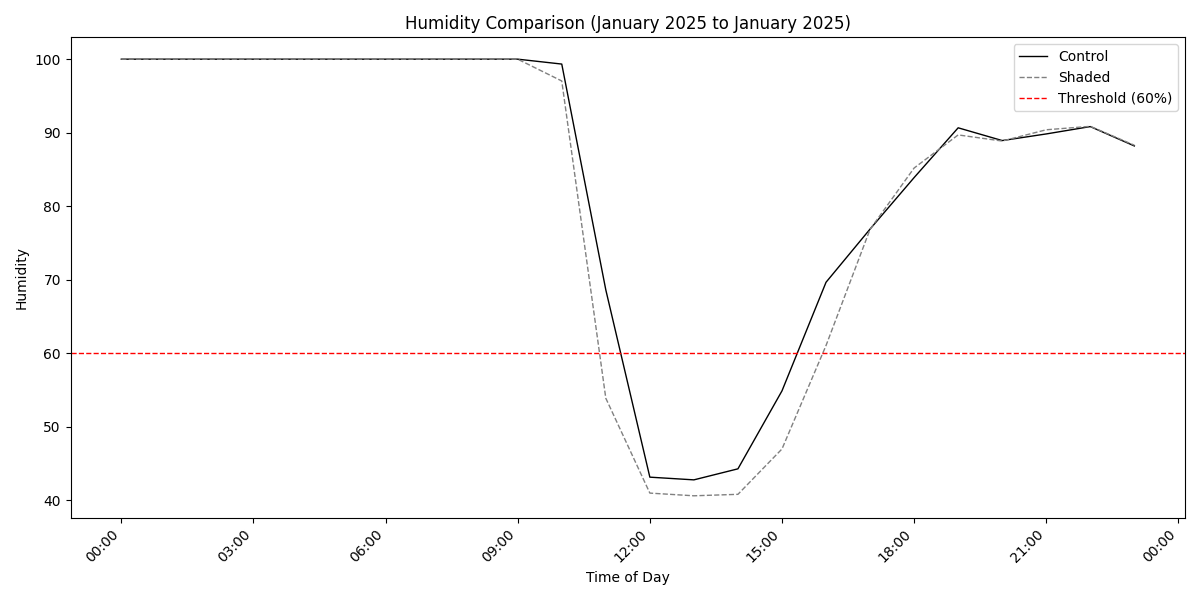 Humidity Comparison (January 2025 to January 2025)
Control
Shaded
Threshold (60%)
Humidity
100
90
80
70
60
50
40
00:00
03:00
06:00
09:00
12:00
15:00
18:00
21:00
00:00
Time of Day